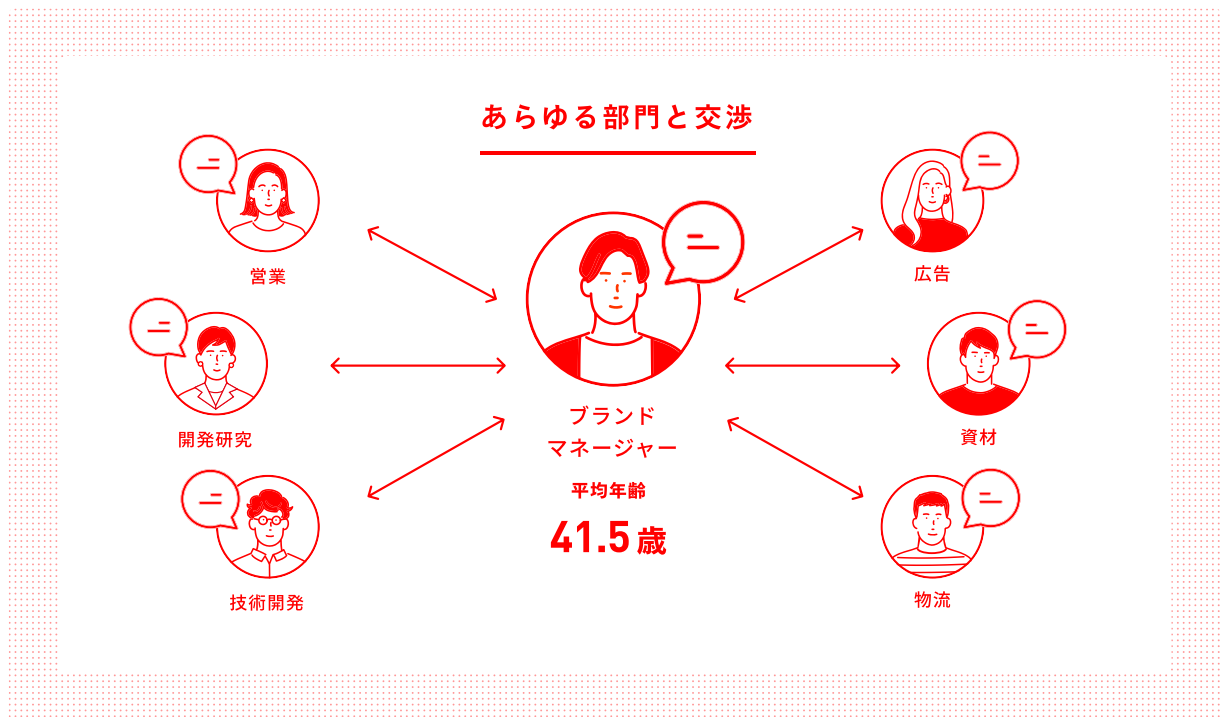 あらゆる部門と交渉
営業
広告
開発研究
資材
技術開発
物流
ブランド
マネージャー
平均年齢
41.5歳